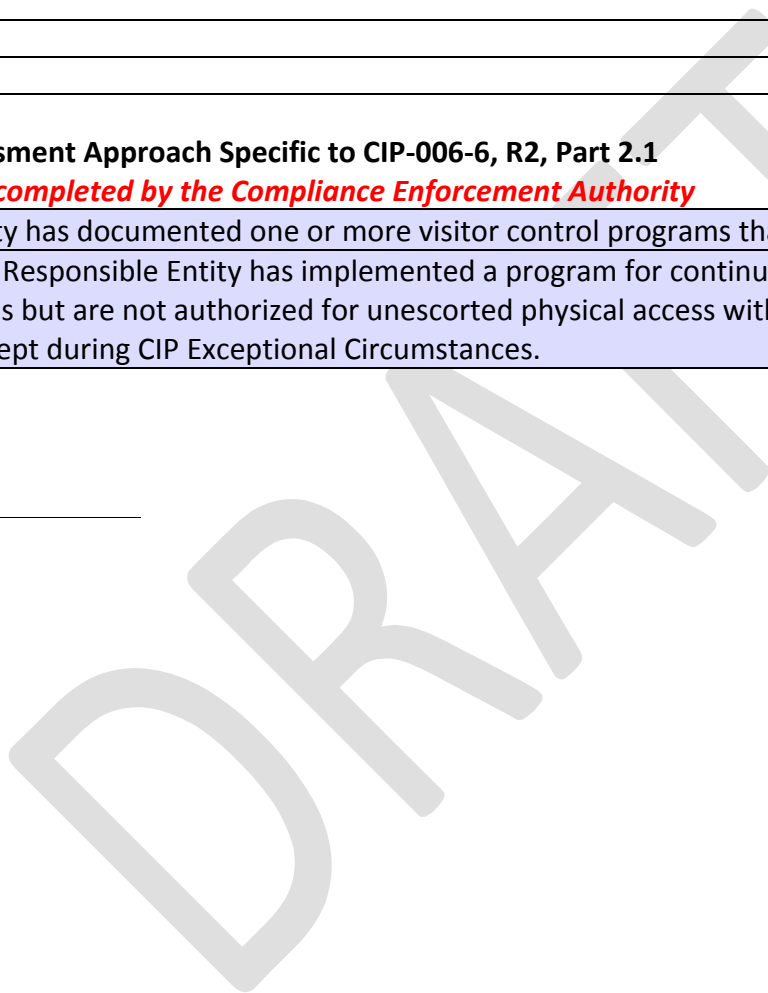 sment Approach Specific to CIP-006-6, R2, Part 2.1
completed by the Compliance Enforcement Authority
ty has documented one or more visitor control programs tha
Responsible Entity has implemented a program for continu
s but are not authorized for unescorted physical access with
ept during CIP Exceptional Circumstances.
DRAFT